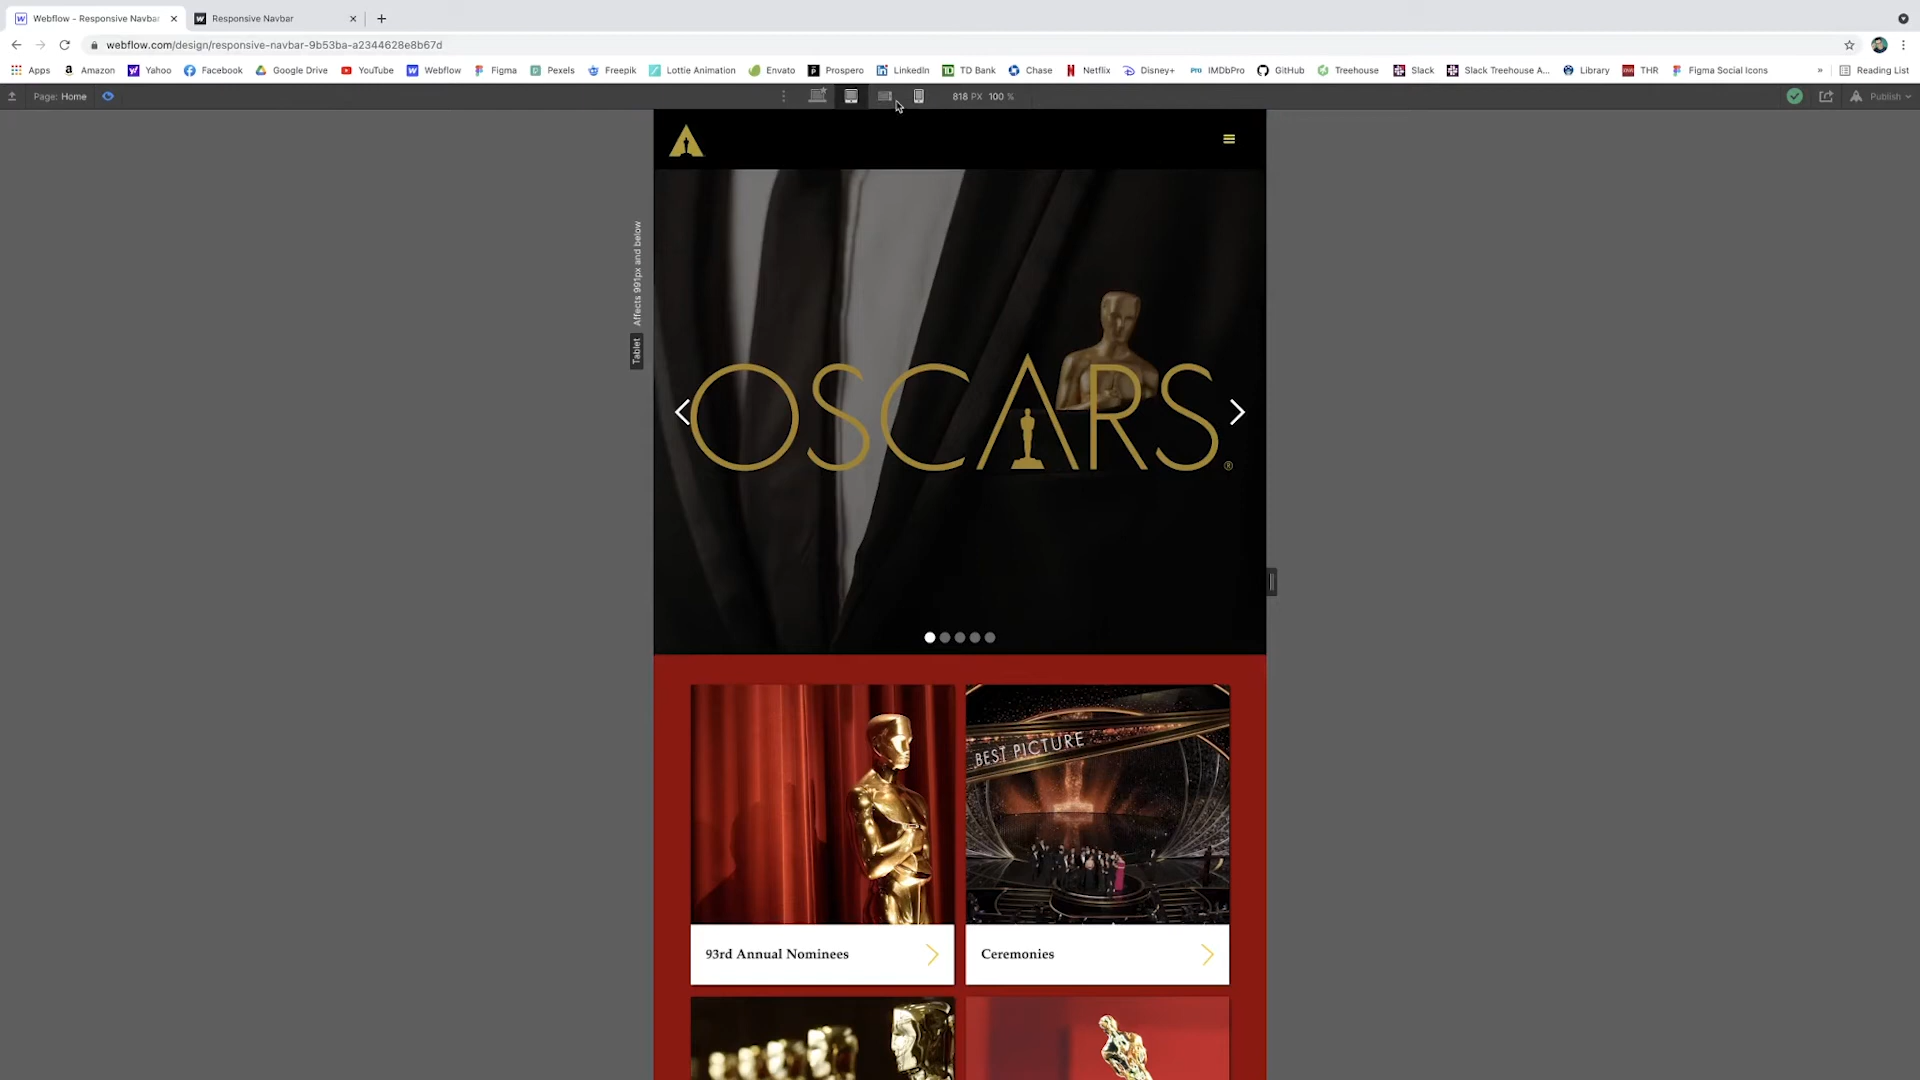 Webflow - Responsive Navbar
Responsive Navbar
webflow.com/design/responsive-navbar-9b53ba-a2344628e8b67d
Apps Amazon Yahoo Facebook Google Drive YouTube Webflow Figma Pexels Freepik Lottie Animation Envato Prospero LinkedIn TD Bank Chase Netflix Disney+ IMDbPro GitHub Treehouse Slack Slack Treehouse A... Library THR Figma Social Icons » Reading List
Page: Home 818 PX 100 % Publish
Tablet Affects 991px and below
OSCARS®
BEST PICTURE
93rd Annual Nominees
Ceremonies